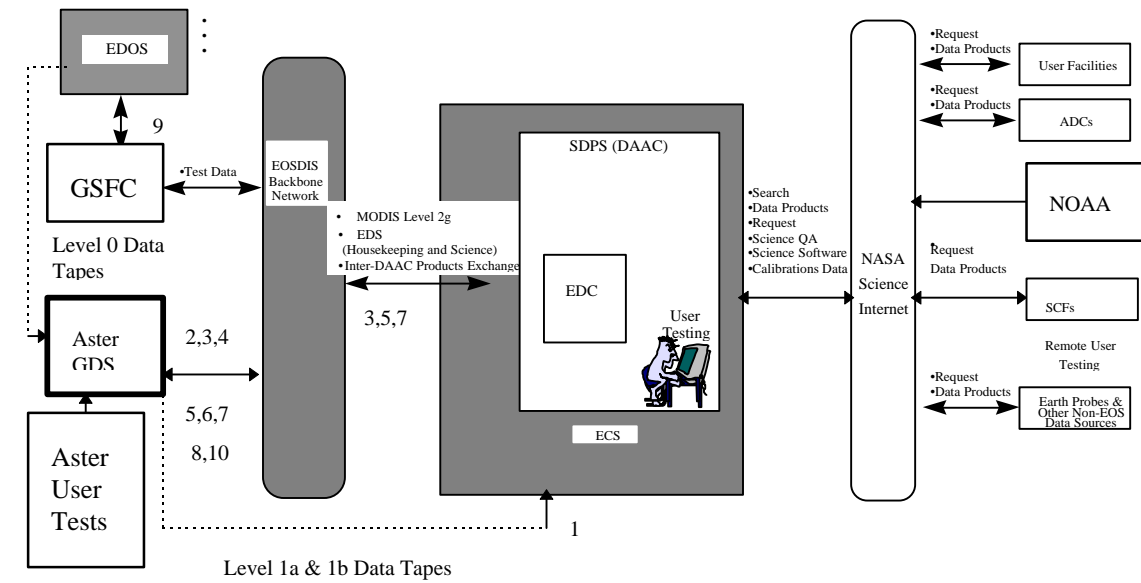 EDOS
9
GSFC
•Test Data
Level 0 Data
Tapes
Aster
GDS
2,3,4
5,6,7
8,10
Aster
User
Tests
Level 1a & 1b Data Tapes
1
EOSDIS
Backbone
Network
• MODIS Level 2g
• EDS
(Housekeeping and Science)
•Inter-DAAC Products Exchange
3,5,7
SDPS (DAAC)
EDC
User
Testing
ECS
•Search
•Data Products
•Request
•Science QA
•Science Software
•Calibrations Data
NASA
Science
Internet
•Request
•Data Products
User Facilities
•Request
•Data Products
ADCs
NOAA
•Request
Data Products
SCFs
Remote User
Testing
•Request
•Data Products
Earth Probes &
Other Non-EOS
Data Sources